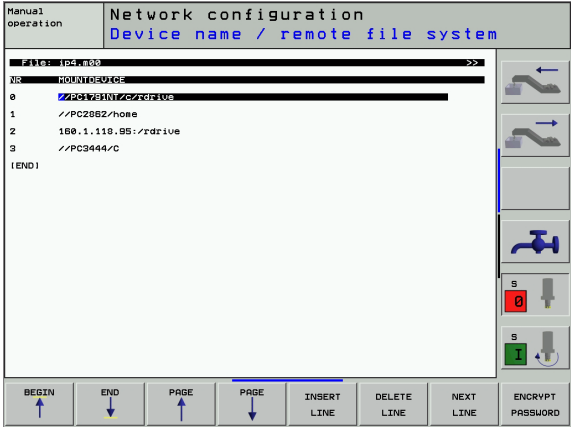 Manual operation
Network configuration
Device name / remote file system
File: ip4.m00 >>
NR MOUNTDEVICE
0 //PC1791NT/c/rdrive
1 //PC2862/home
2 160.1.118.95:/rdrive
3 //PC3444/C
[END]
S
0
S
I
BEGIN
END
PAGE
PAGE
INSERT LINE
DELETE LINE
NEXT LINE
ENCRYPT PASSWORD